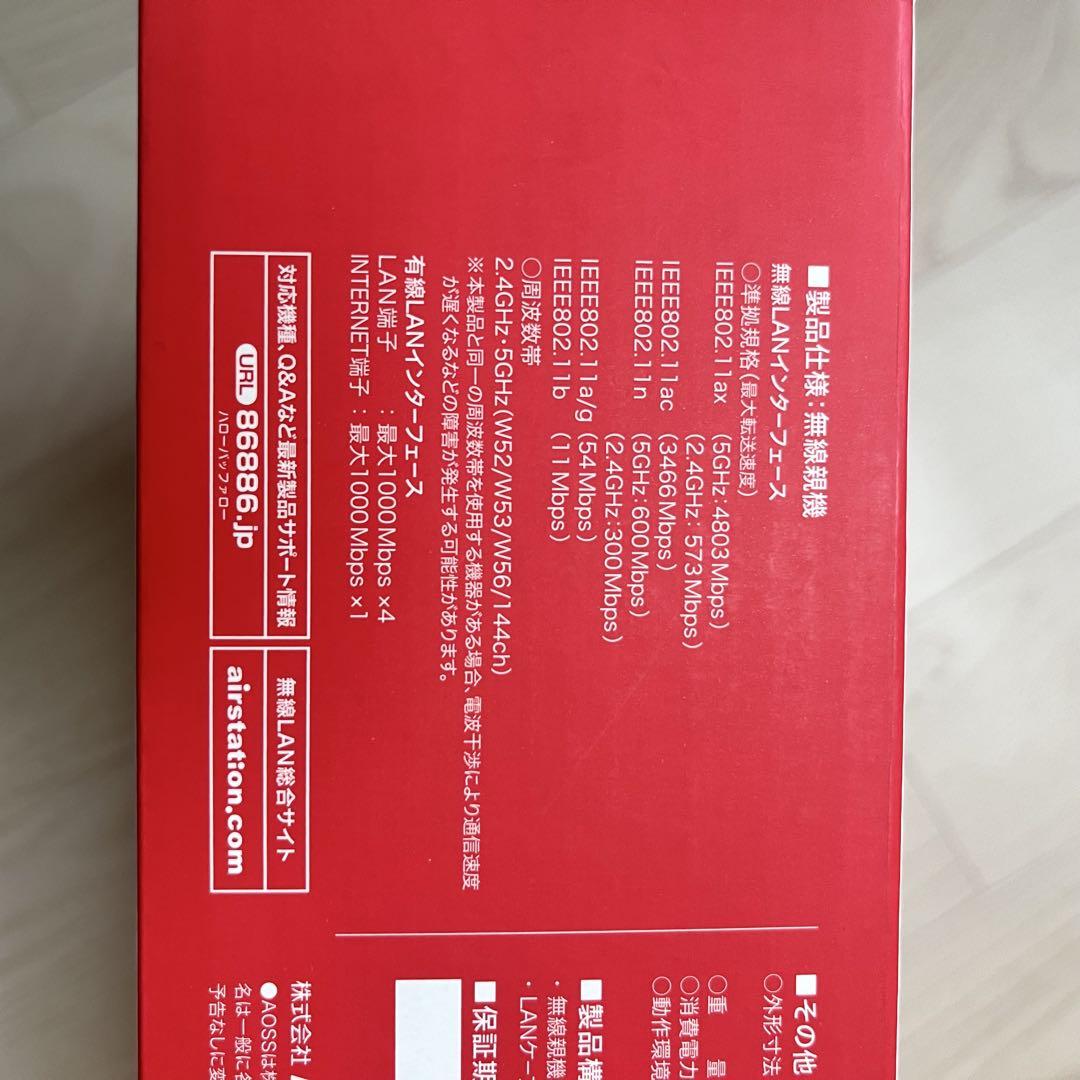 ■製品仕様：無線親機
無線LANインターフェース
○準拠規格（最大転送速度）
IEEE802.11ax （5GHz：4803Mbps）
（2.4GHz：573Mbps）
IEEE802.11ac （3466Mbps）
IEEE802.11n （5GHz：600Mbps）
（2.4GHz：300Mbps）
IEEE802.11a/g （54Mbps）
IEEE802.11b （11Mbps）
○周波数帯
2.4GHz・5GHz（W52/W53/W56/144ch）
※本製品と同一の周波数帯を使用する機器がある場合、電波干渉により通信速度
が遅くなるなどの障害が発生する可能性があります。
有線LANインターフェース
LAN端子 ：最大1000Mbps ×4
INTERNET端子 ：最大1000Mbps ×1
対応機種、Q&Aなど最新製品サポート情報
URL 86886.jp
ハローバッファロー
無線LAN総合サイト
airstation.com
■その他
○外形寸法
○重 量
○消費電力
○動作環境
■製品構
・無線親機
・LANケー
■保証期
株式会社
●AOSSは株
名は一般に各
予告なしに変